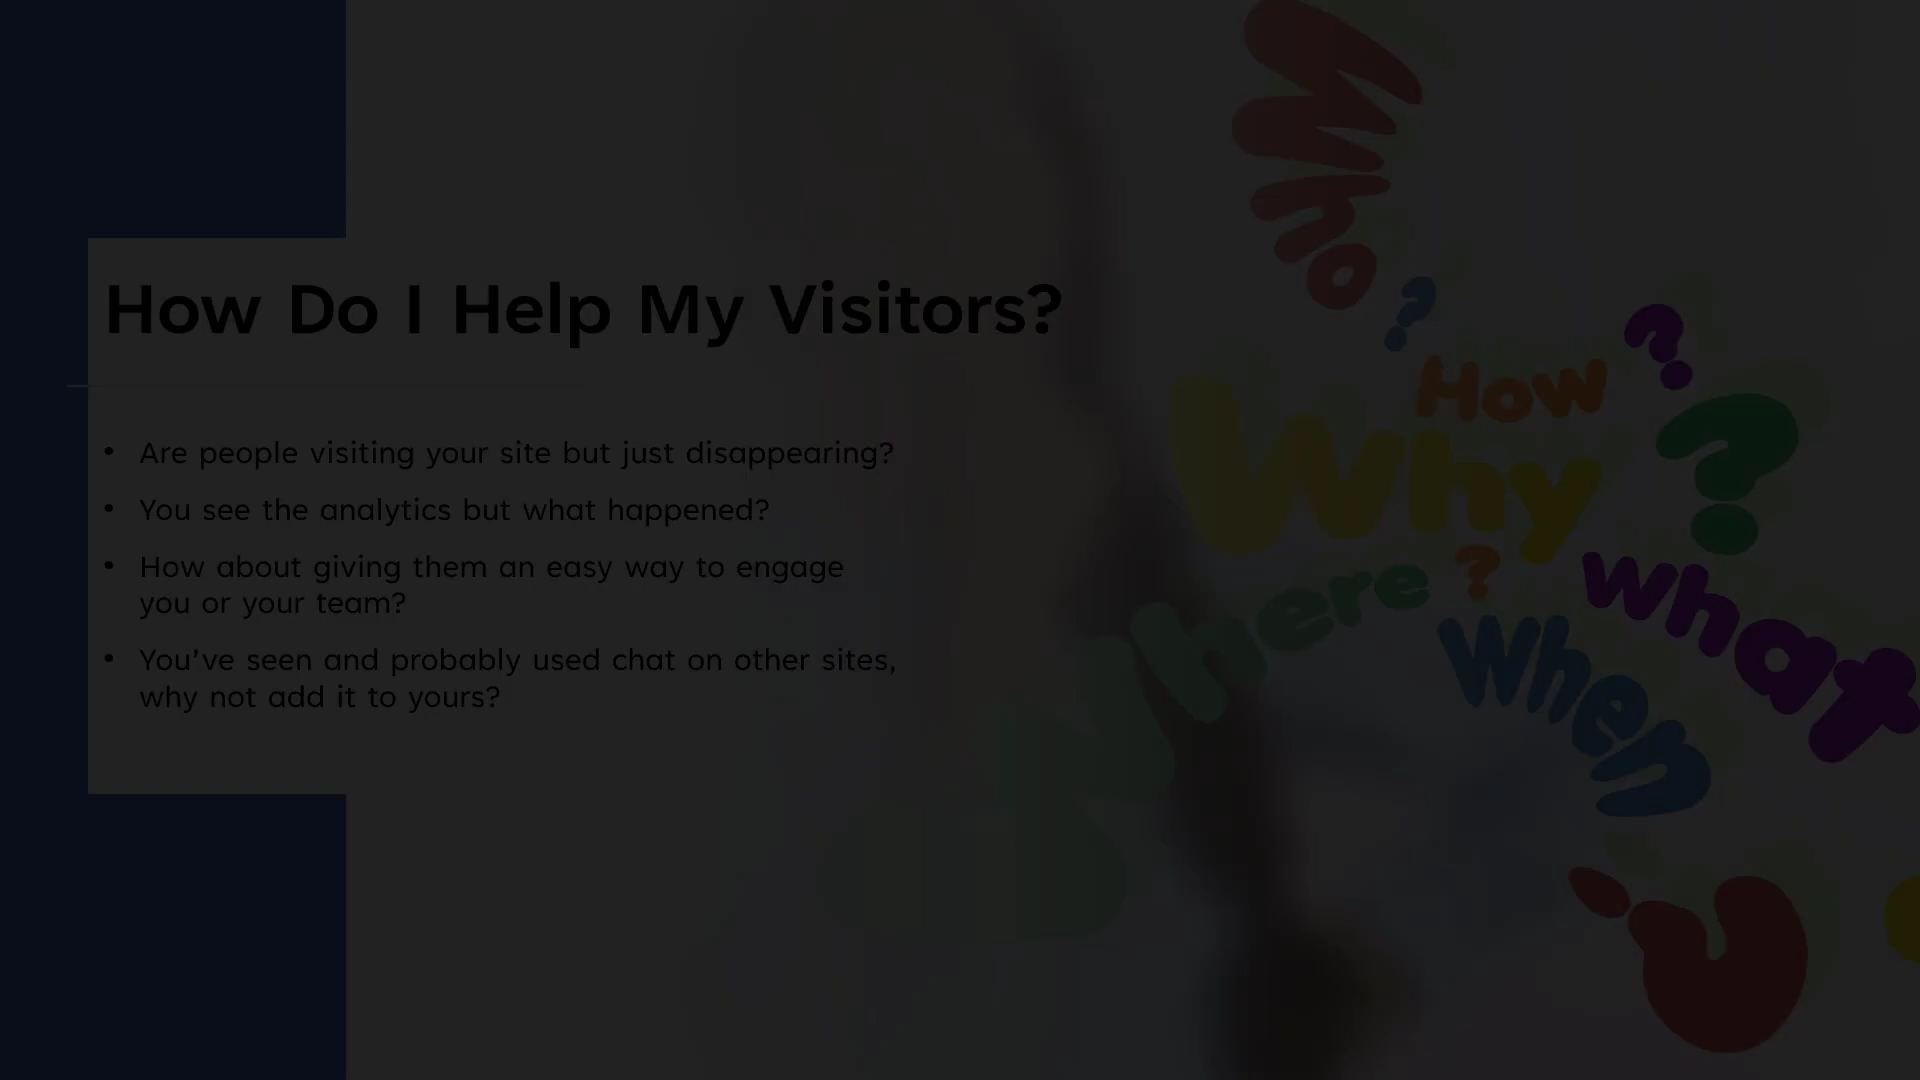 How Do I Help My Visitors?
• Are people visiting your site but just disappearing?
• You see the analytics but what happened?
• How about giving them an easy way to engage
you or your team?
• You’ve seen and probably used chat on other sites,
why not add it to yours?
Who
?
How
?
Why
?
where
?
what
When
?